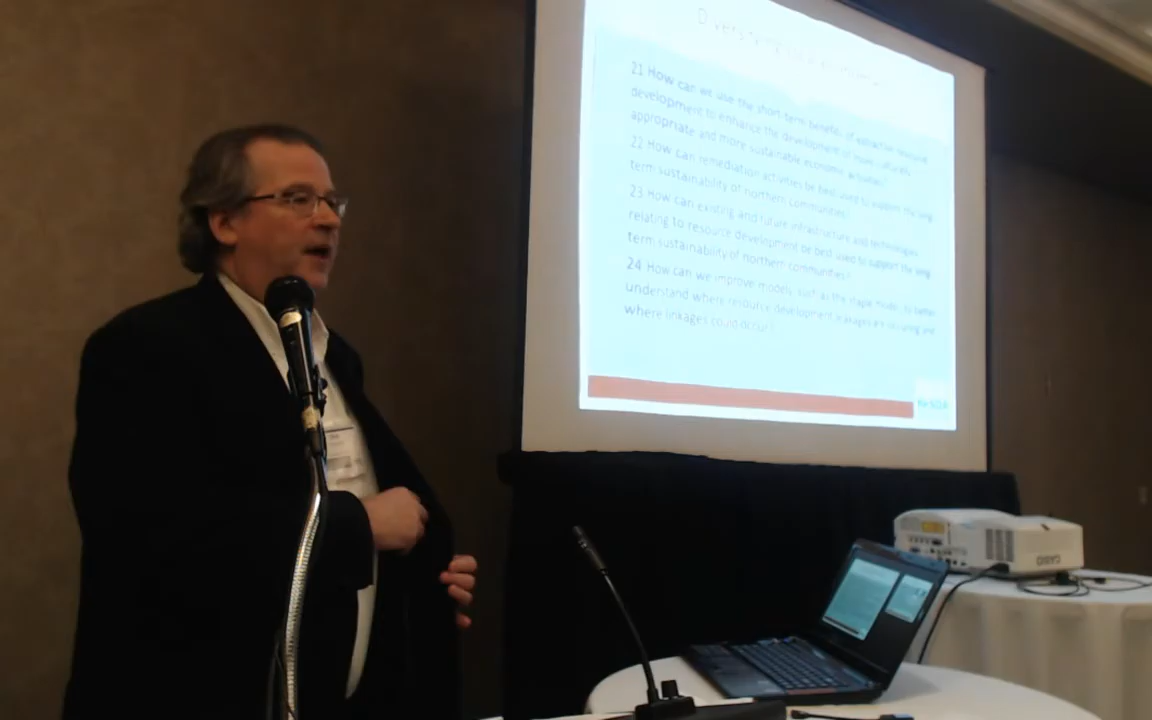 Diversifying
21 How can we use the short term benefits of extractive resource
development to enhance the development of more culturally
appropriate and more sustainable economic activities?
22 How can remediation activities be best used to support the long
term sustainability of northern communities?
23 How can existing and future infrastructure and technologies
relating to resource development be best used to support the long
term sustainability of northern communities?
24 How can we improve models, such as the staple model, to better
understand where resource development leakages are occuring and
where linkages could occur?
CASIO